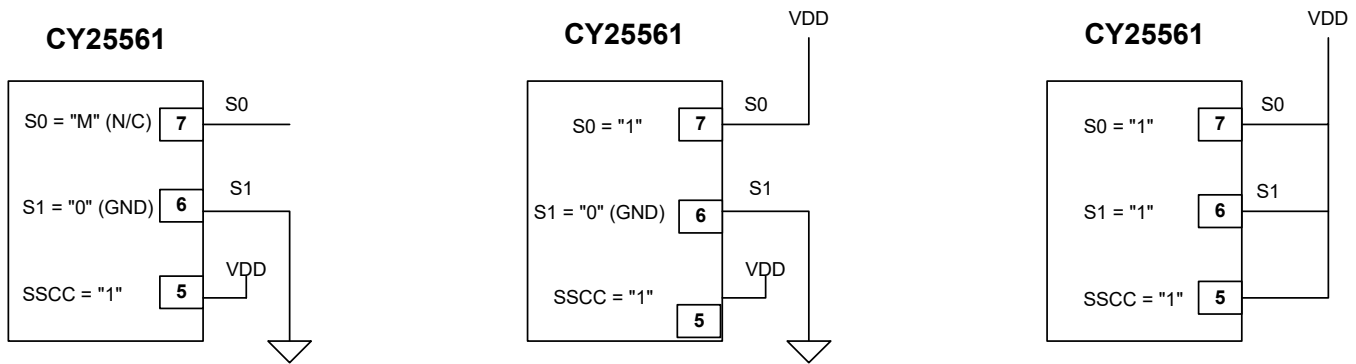 CY25561
S0 = "M" (N/C)
7
S0
S1 = "0" (GND)
6
S1
SSCC = "1"
5
VDD
CY25561
VDD
S0 = "1"
7
S0
S1 = "0" (GND)
6
S1
SSCC = "1"
5
VDD
CY25561
VDD
S0 = "1"
7
S0
S1 = "1"
6
S1
SSCC = "1"
5